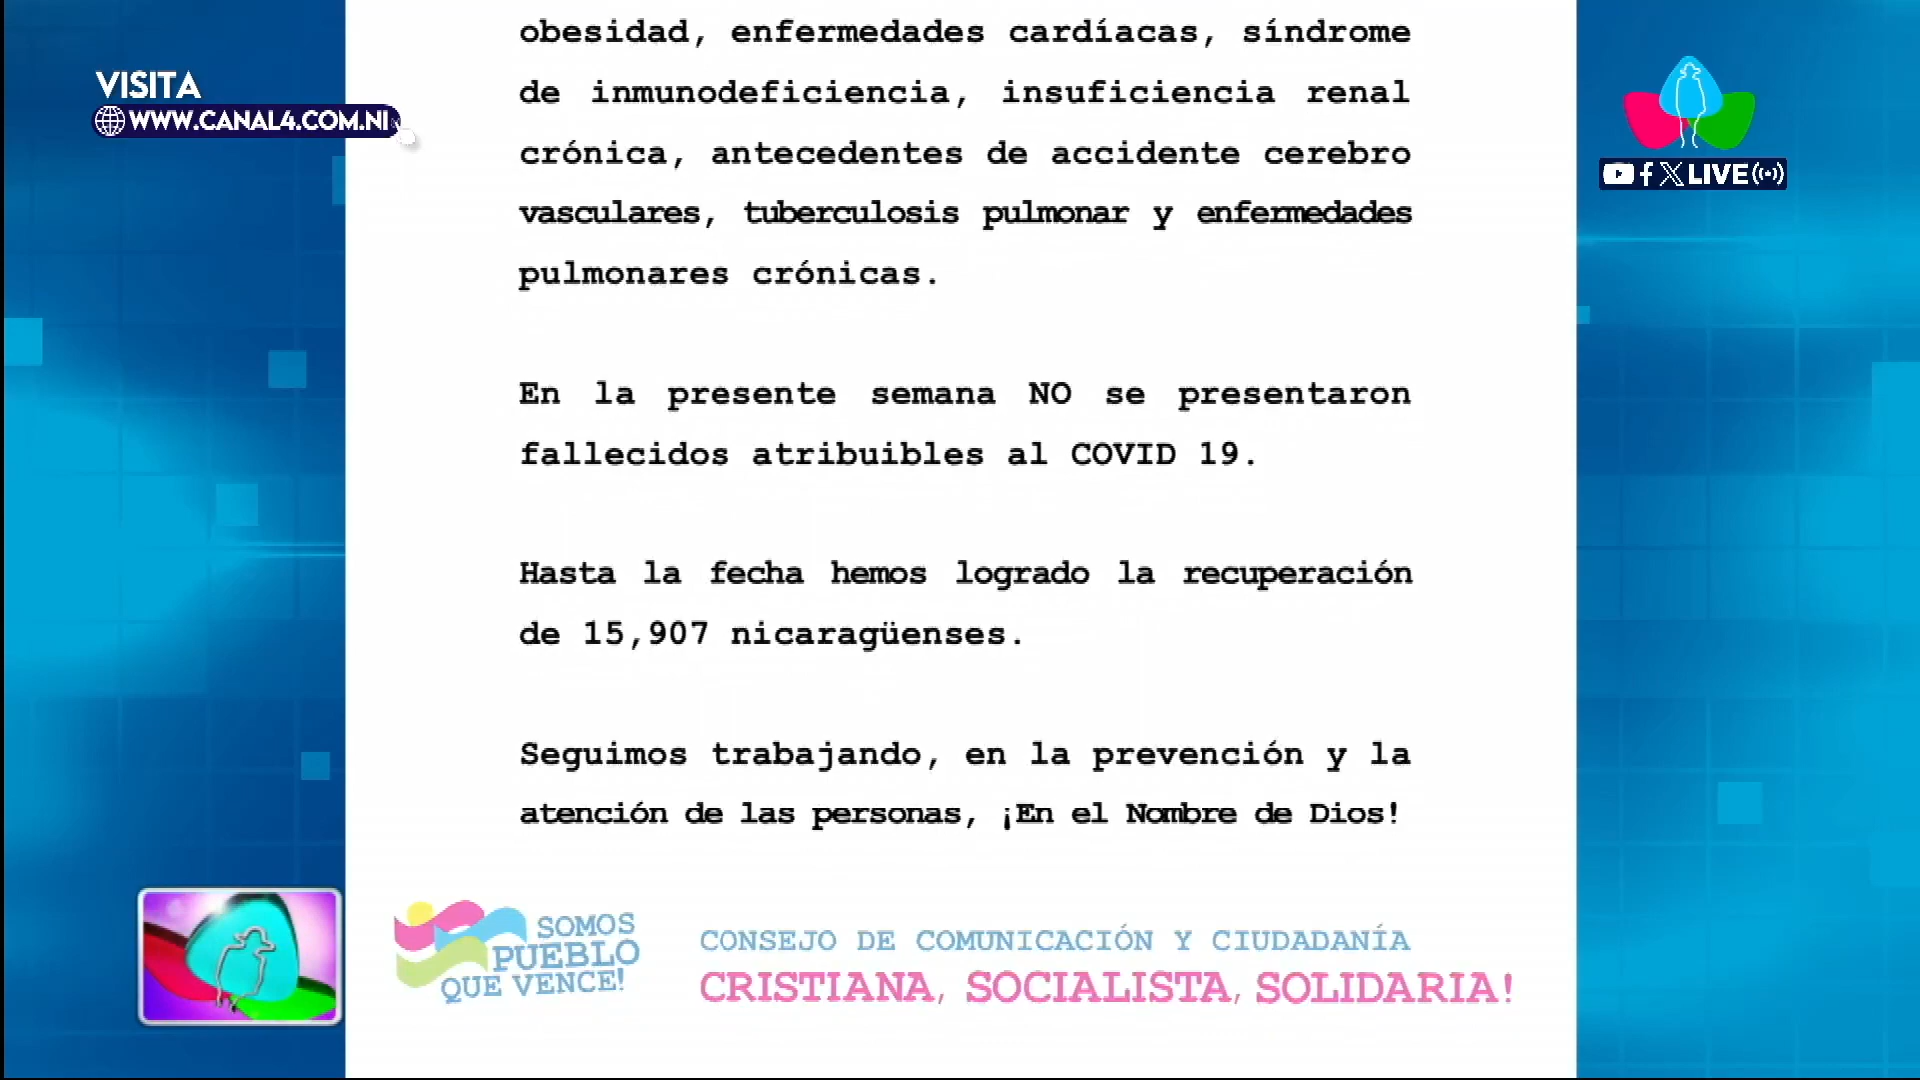 VISITA
WWW.CANAL4.COM.NI
LIVE
obesidad, enfermedades cardíacas, síndrome
de inmunodeficiencia, insuficiencia renal
crónica, antecedentes de accidente cerebro
vasculares, tuberculosis pulmonar y enfermedades
pulmonares crónicas.
En la presente semana NO se presentaron
fallecidos atribuibles al COVID 19.
Hasta la fecha hemos logrado la recuperación
de 15,907 nicaragüenses.
Seguimos trabajando, en la prevención y la
atención de las personas, ¡En el Nombre de Dios!
SOMOS
PUEBLO
QUE VENCE!
CONSEJO DE COMUNICACIÓN Y CIUDADANÍA
CRISTIANA, SOCIALISTA, SOLIDARIA!